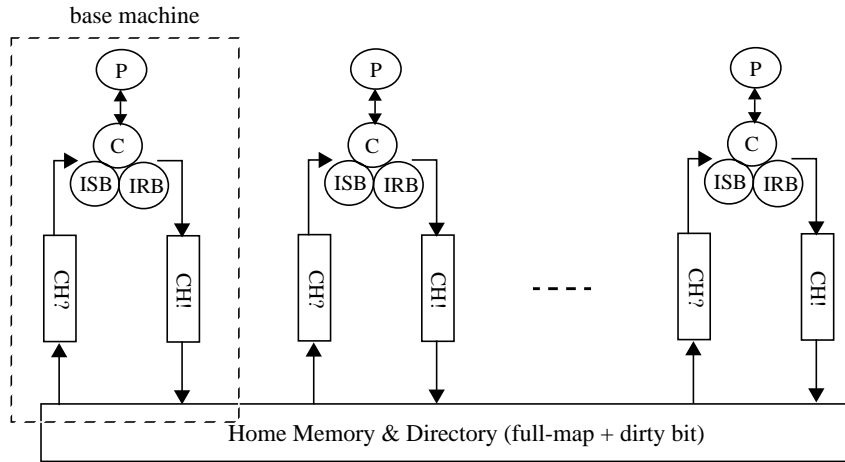 base machine
P
P
P
C
C
C
ISB
IRB
ISB
IRB
ISB
IRB
CH?
CH!
CH?
CH!
CH?
CH!
Home Memory & Directory (full-map + dirty bit)